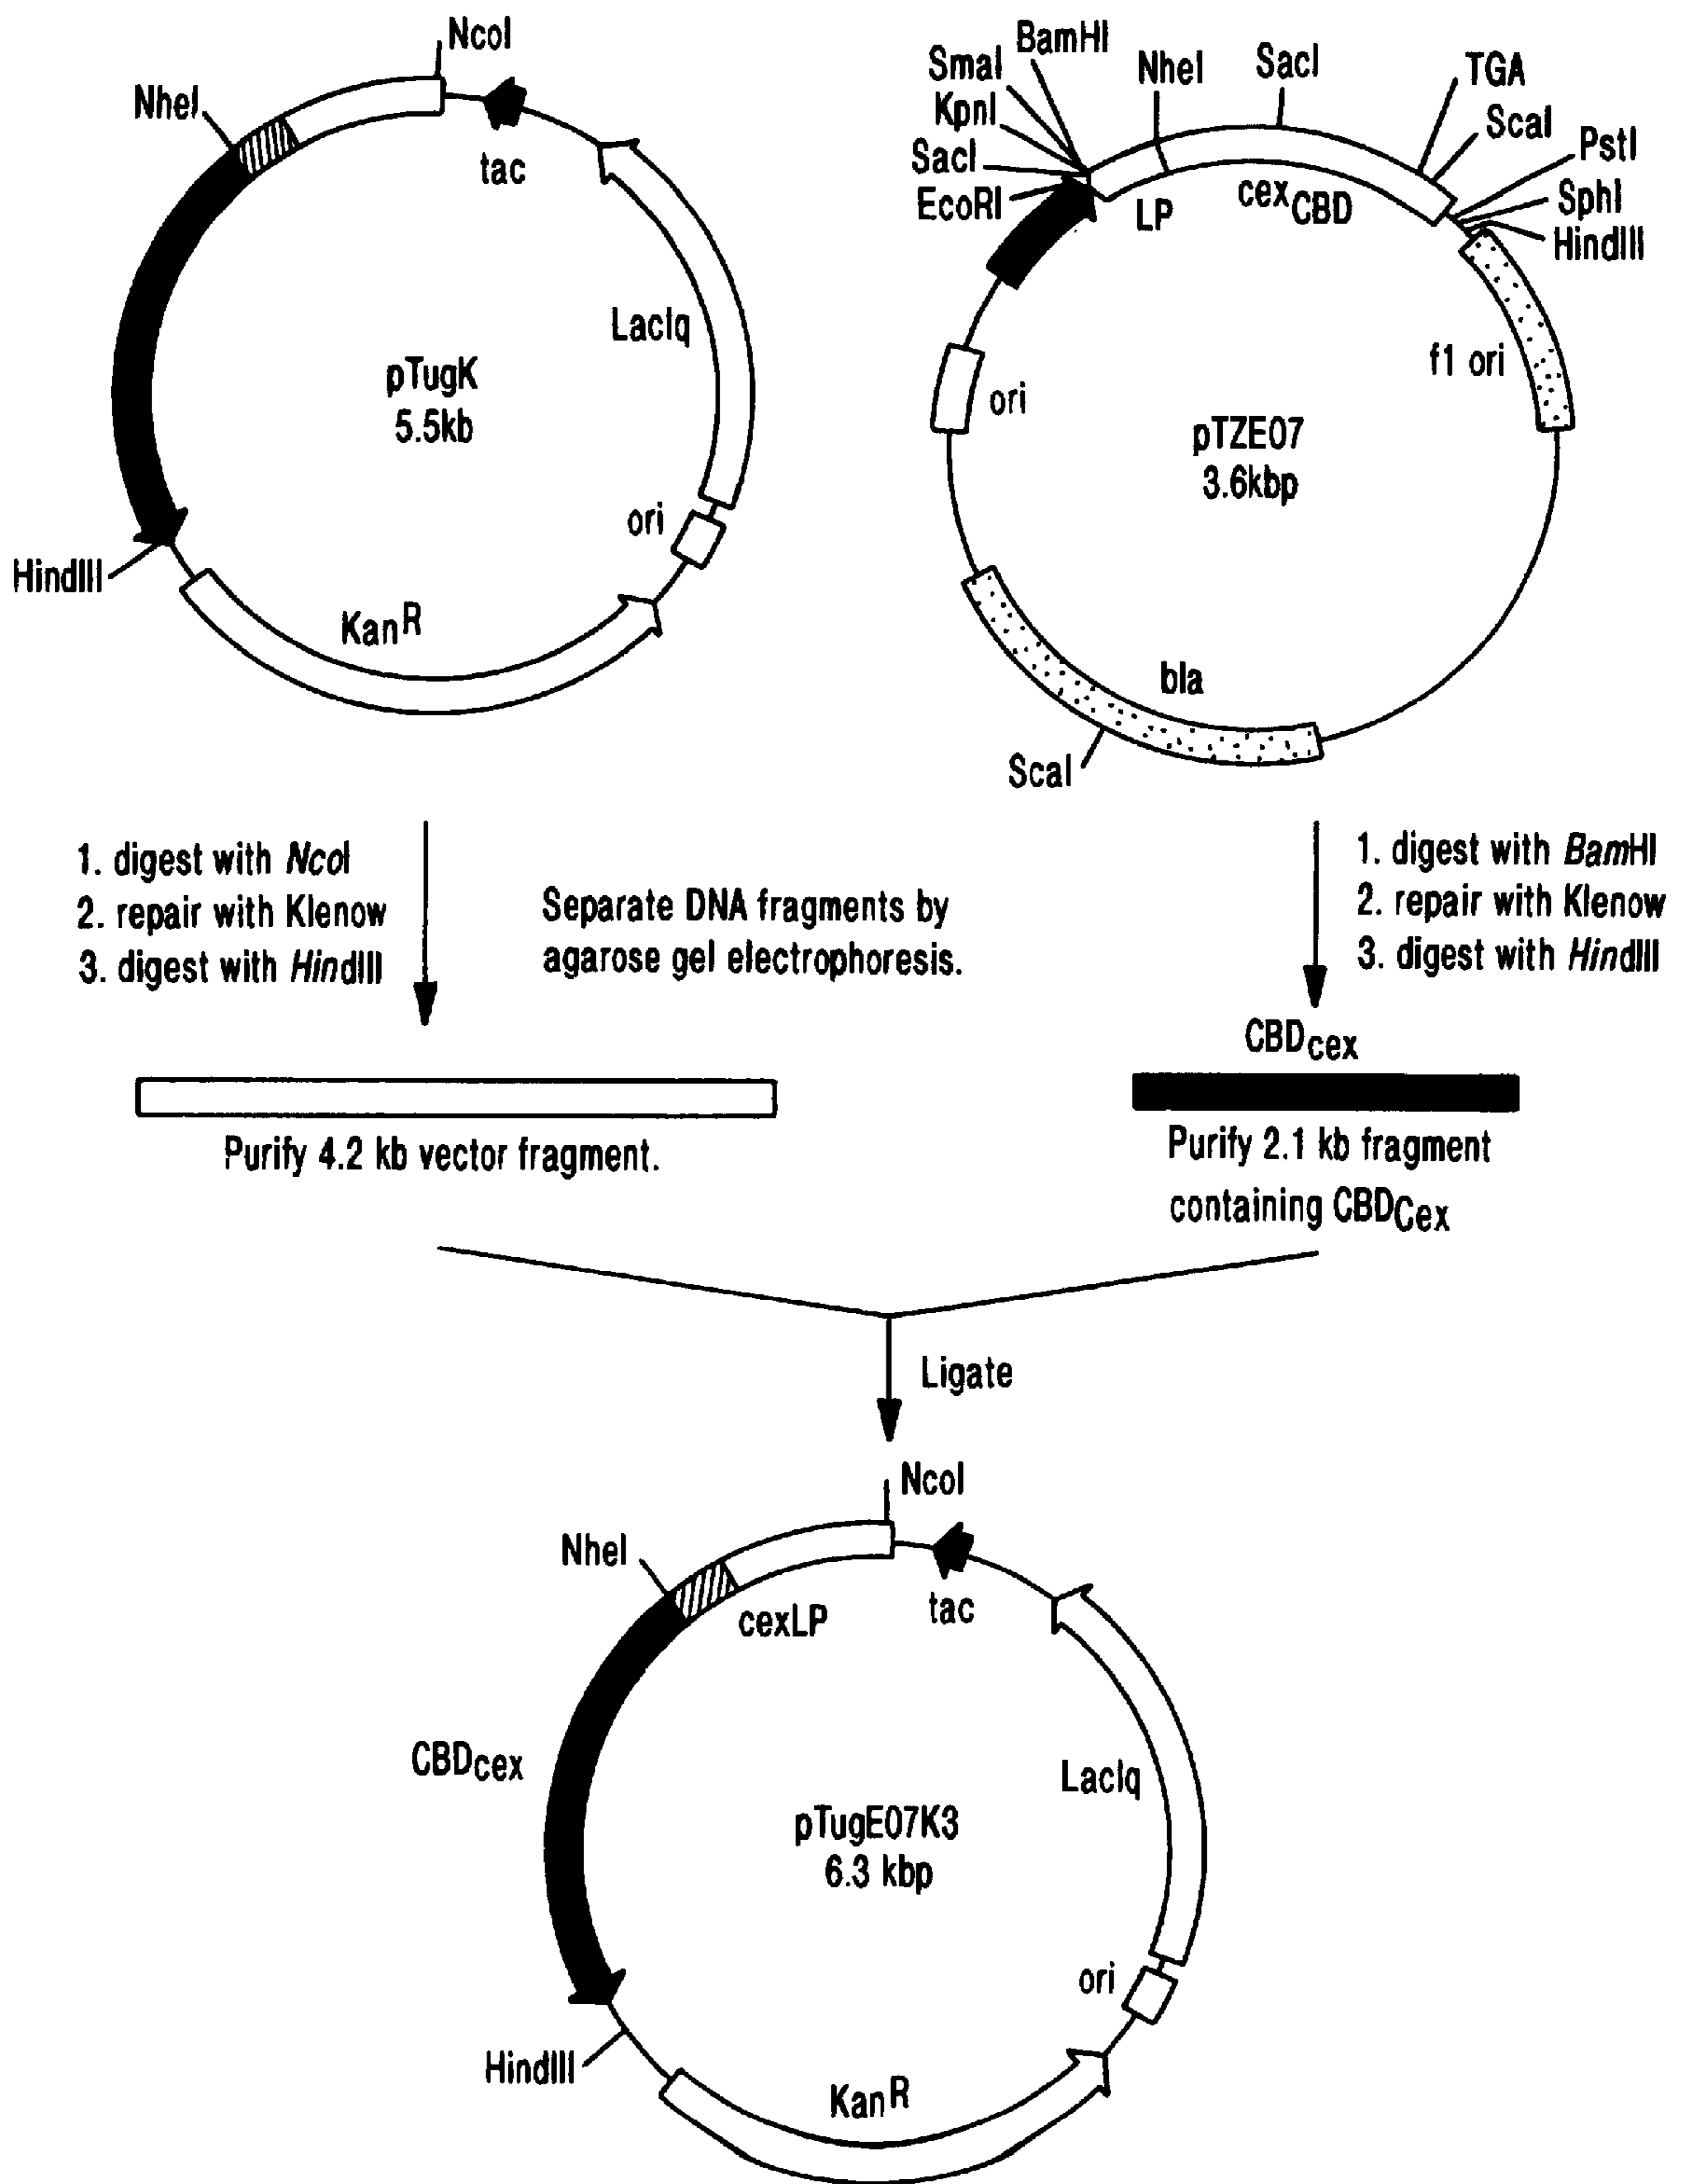 NcoI
NheI
tac
LacIq
pTugK
5.5kb
ori
HindIII
KanR
BamHI
SmaI
KpnI
SacI
EcoRI
NheI
SacI
TGA
ScaI
PstI
SphI
HindIII
LP
cexCBD
f1 ori
ori
pTZE07
3.6kbp
bla
ScaI
1. digest with NcoI
2. repair with Klenow
3. digest with HindIII
Separate DNA fragments by
agarose gel electrophoresis.
1. digest with BamHI
2. repair with Klenow
3. digest with HindIII
CBDcex
Purify 4.2 kb vector fragment.
Purify 2.1 kb fragment
containing CBDCex
Ligate
NcoI
NheI
tac
cexLP
CBDcex
LacIq
pTugE07K3
6.3 kbp
ori
HindIII
KanR